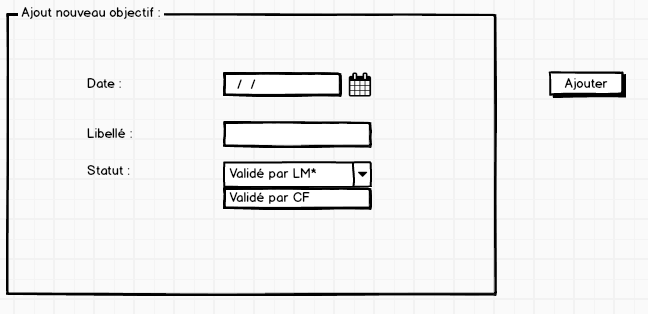 Ajout nouveau objectif :
Date :
/ /
Ajouter
Libellé :
Statut :
Validé par LM*
Validé par CF